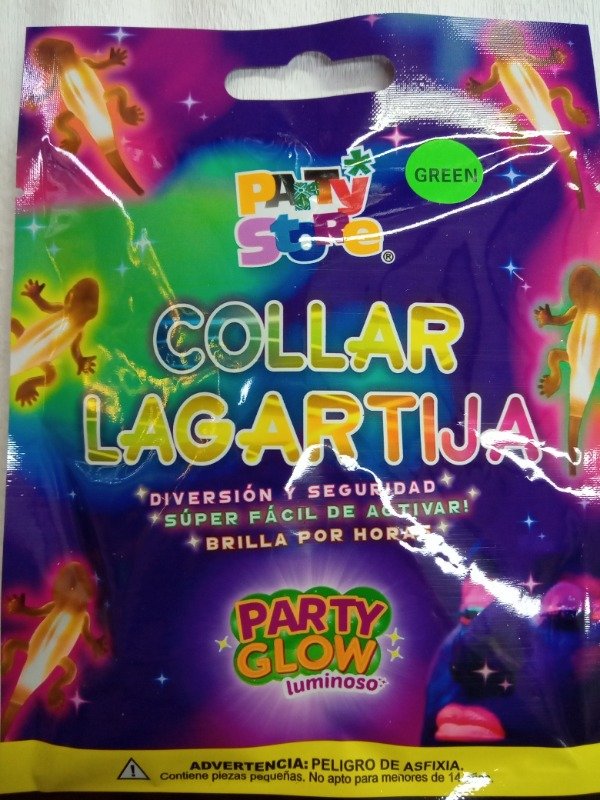 PARTY
STORE®
GREEN
COLLAR
LAGARTIJA
DIVERSIÓN Y SEGURIDAD
SÚPER FÁCIL DE ACTIVAR!
BRILLA POR HORAS
PARTY
GLOW
luminoso
ADVERTENCIA: PELIGRO DE ASFIXIA.
Contiene piezas pequeñas. No apto para menores de 14